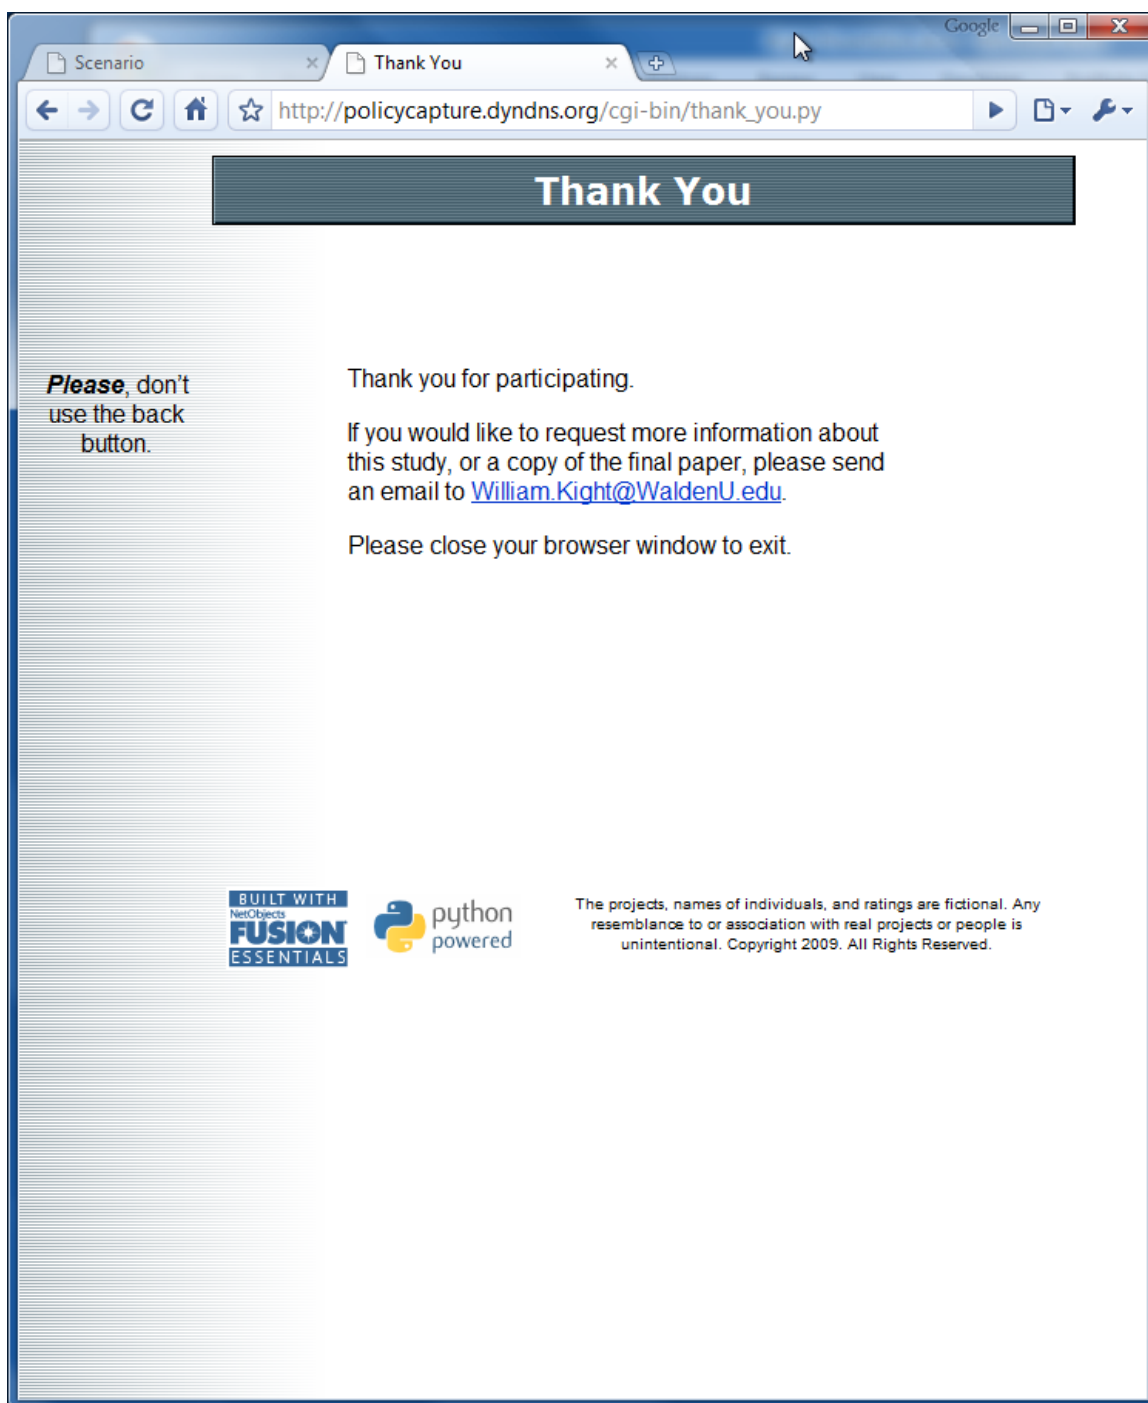 Google
Scenario
Thank You
http://policycapture.dyndns.org/cgi-bin/thank_you.py
Thank You
Please, don't
use the back
button.
Thank you for participating.
If you would like to request more information about
this study, or a copy of the final paper, please send
an email to William.Kight@WaldenU.edu.
Please close your browser window to exit.
BUILT WITH
NetObjects
FUSION
ESSENTIALS
python
powered
The projects, names of individuals, and ratings are fictional. Any
resemblance to or association with real projects or people is
unintentional. Copyright 2009. All Rights Reserved.